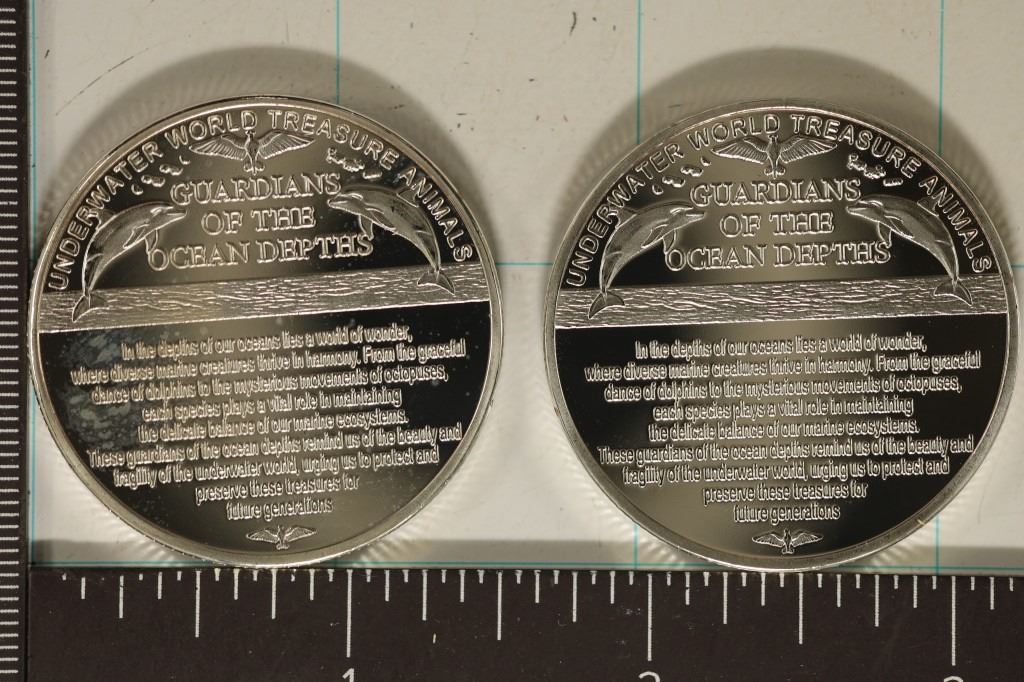 UNDERWATER WORLD TREASURE ANIMALS
GUARDIANS
OF THE
OCEAN DEPTHS
In the depths of our oceans lies a world of wonder,
where diverse marine creatures thrive in harmony. From the graceful
dance of dolphins to the mysterious movements of octopuses,
each species plays a vital role in maintaining
the delicate balance of our marine ecosystems.
These guardians of the ocean depths remind us of the beauty and
fragility of the underwater world, urging us to protect and
preserve these treasures for
future generations
UNDERWATER WORLD TREASURE ANIMALS
GUARDIANS
OF THE
OCEAN DEPTHS
In the depths of our oceans lies a world of wonder,
where diverse marine creatures thrive in harmony. From the graceful
dance of dolphins to the mysterious movements of octopuses,
each species plays a vital role in maintaining
the delicate balance of our marine ecosystems.
These guardians of the ocean depths remind us of the beauty and
fragility of the underwater world, urging us to protect and
preserve these treasures for
future generations
1 2 3